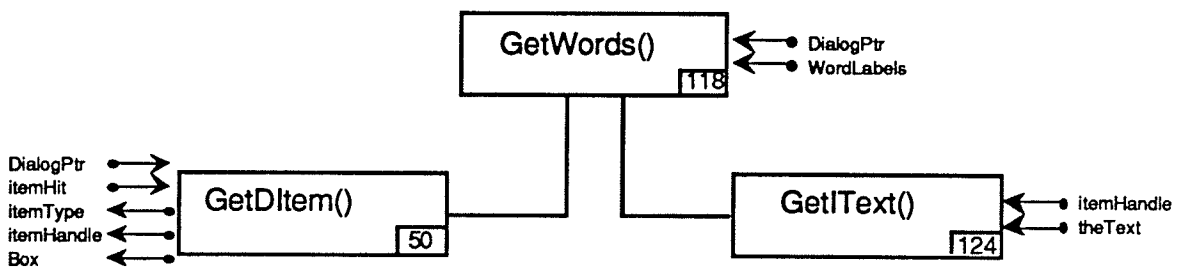 GetWords()
118
DialogPtr
WordLabels
DialogPtr
itemHit
itemType
itemHandle
Box
GetDItem()
50
GetIText()
124
itemHandle
theText